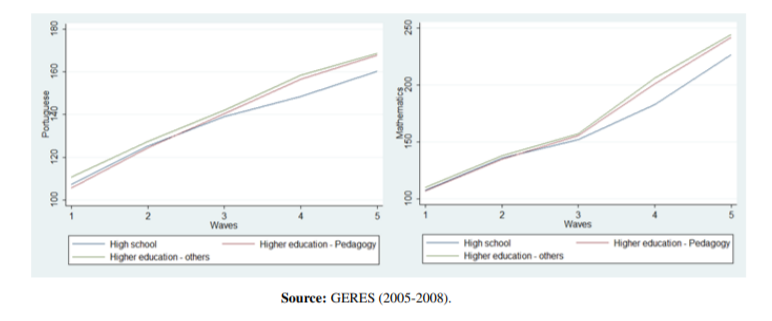 180
160
140
120
100
Portuguese
1 2 3 4 5
Waves
High school
Higher education - Pedagogy
Higher education - others
250
200
150
100
Mathematics
1 2 3 4 5
Waves
High school
Higher education - Pedagogy
Higher education - others
Source: GERES (2005-2008).